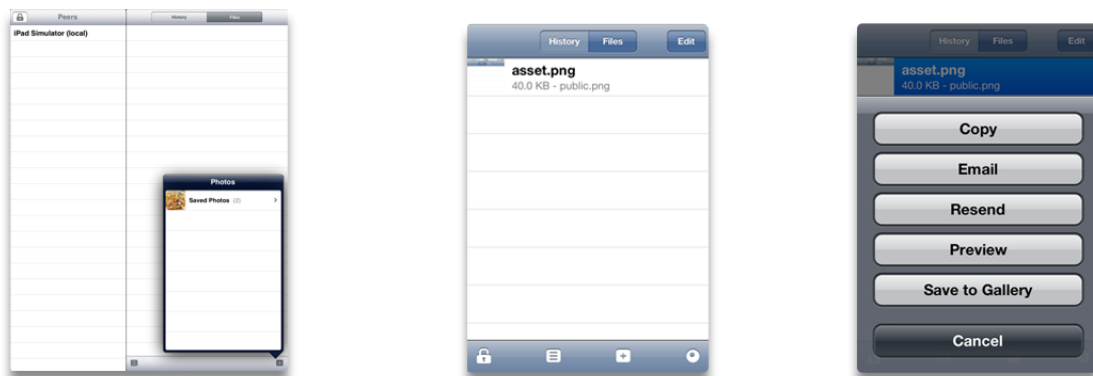 Peers
History Files
iPad Simulator (local)
Photos
Saved Photos (2)
History Files Edit
asset.png
40.0 KB - public.png
History Files Edit
asset.png
40.0 KB - public.png
Copy
Email
Resend
Preview
Save to Gallery
Cancel